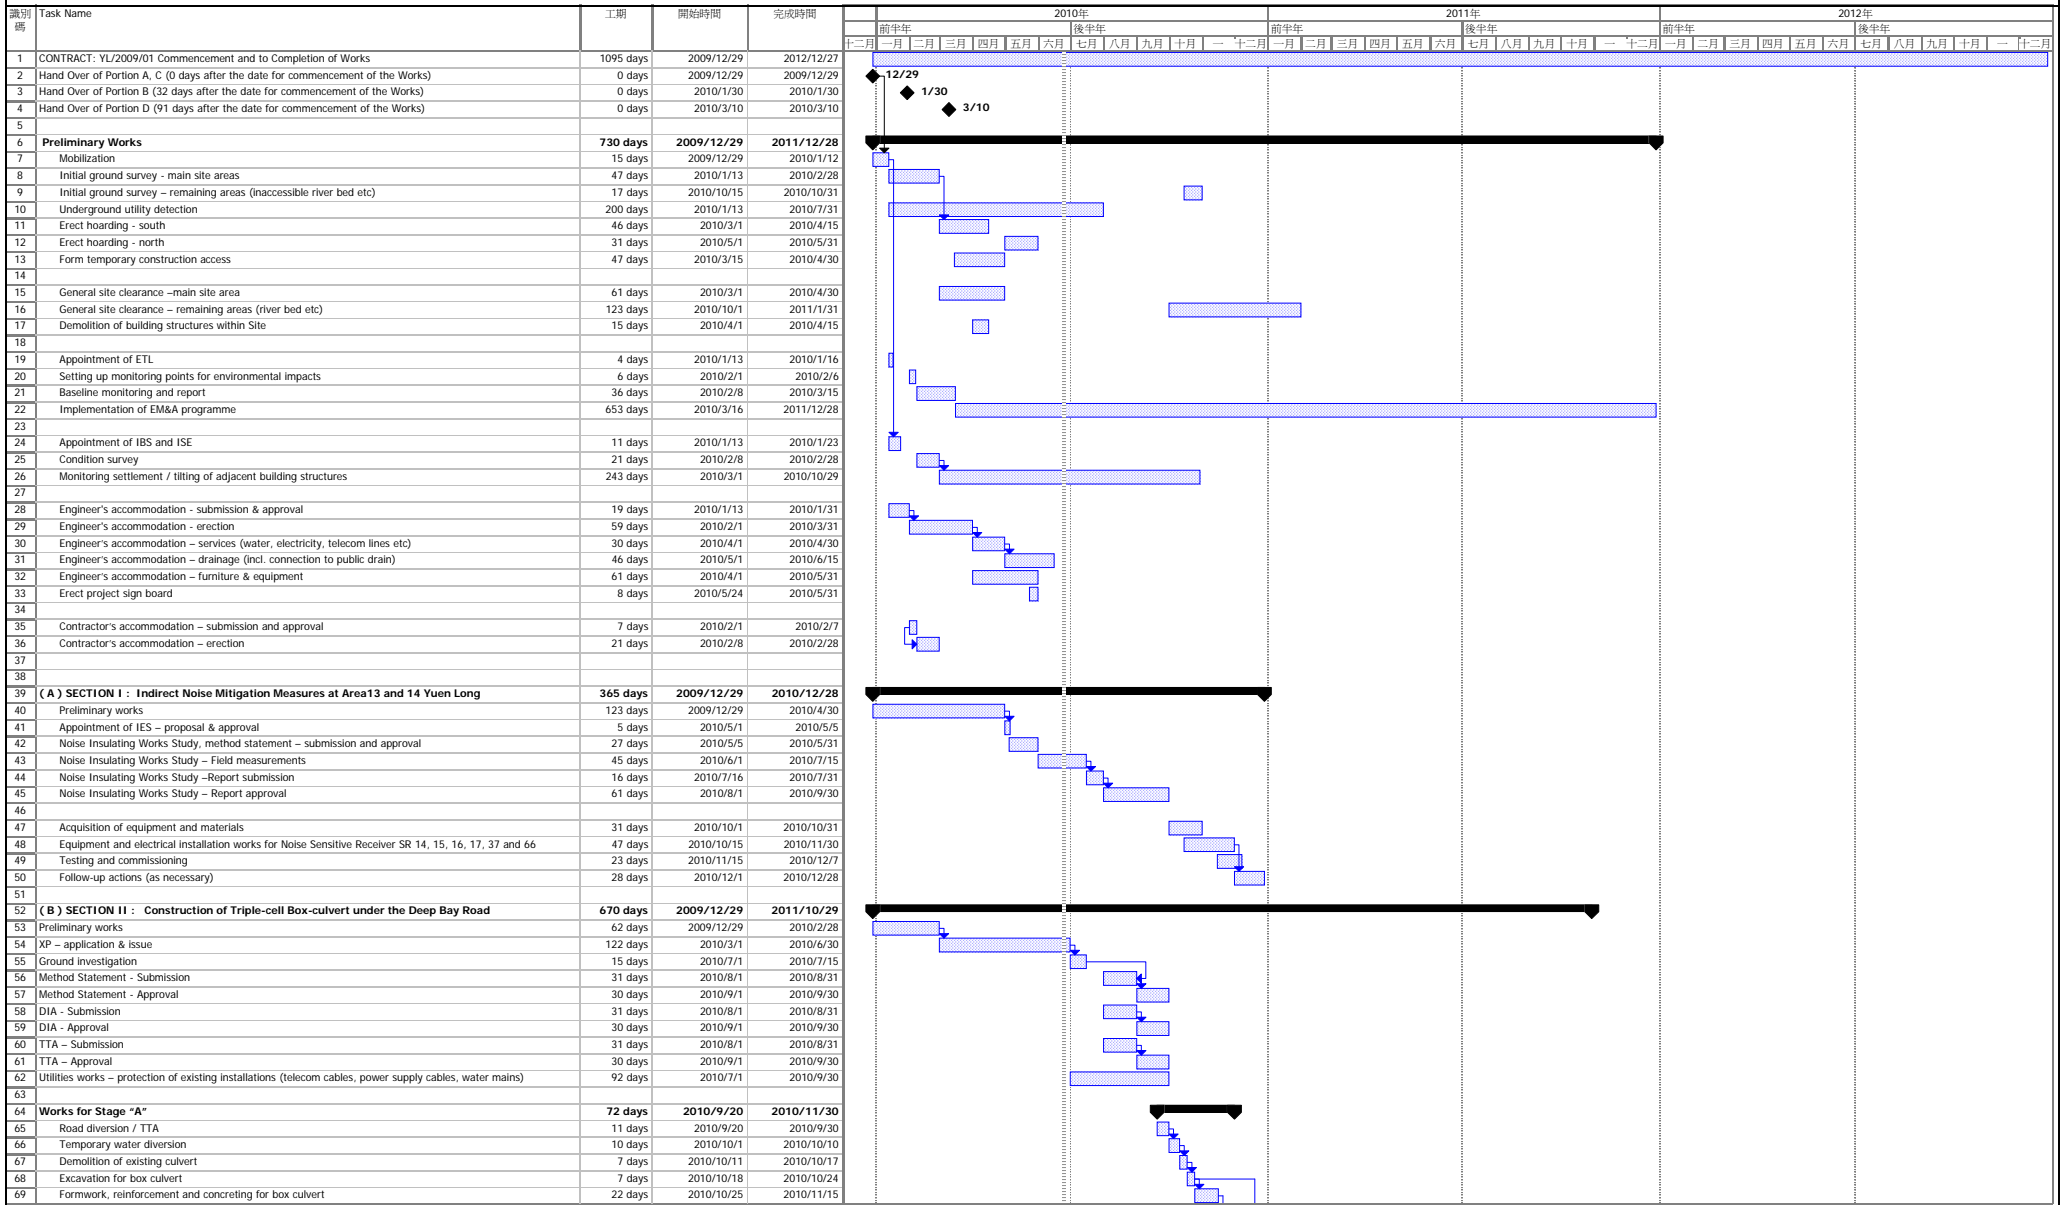 識別碼 Task Name 工期 開始時間 完成時間
2010年 2011年 2012年
前半年 後半年 前半年 後半年 前半年 後半年
十二月 一月 二月 三月 四月 五月 六月 七月 八月 九月 十月 一 十二月 一月 二月 三月 四月 五月 六月 七月 八月 九月 十月 一 十二月 一月 二月 三月 四月 五月 六月 七月 八月 九月 十月 一 十二月
1 CONTRACT: YL/2009/01 Commencement and to Completion of Works 1095 days 2009/12/29 2012/12/27
2 Hand Over of Portion A, C (0 days after the date for commencement of the Works) 0 days 2009/12/29 2009/12/29 12/29
3 Hand Over of Portion B (32 days after the date for commencement of the Works) 0 days 2010/1/30 2010/1/30 1/30
4 Hand Over of Portion D (91 days after the date for commencement of the Works) 0 days 2010/3/10 2010/3/10 3/10
5
6 Preliminary Works 730 days 2009/12/29 2011/12/28
7 Mobilization 15 days 2009/12/29 2010/1/12
8 Initial ground survey - main site areas 47 days 2010/1/13 2010/2/28
9 Initial ground survey – remaining areas (inaccessible river bed etc) 17 days 2010/10/15 2010/10/31
10 Underground utility detection 200 days 2010/1/13 2010/7/31
11 Erect hoarding - south 46 days 2010/3/1 2010/4/15
12 Erect hoarding - north 31 days 2010/5/1 2010/5/31
13 Form temporary construction access 47 days 2010/3/15 2010/4/30
14
15 General site clearance –main site area 61 days 2010/3/1 2010/4/30
16 General site clearance – remaining areas (river bed etc) 123 days 2010/10/1 2011/1/31
17 Demolition of building structures within Site 15 days 2010/4/1 2010/4/15
18
19 Appointment of ETL 4 days 2010/1/13 2010/1/16
20 Setting up monitoring points for environmental impacts 6 days 2010/2/1 2010/2/6
21 Baseline monitoring and report 36 days 2010/2/8 2010/3/15
22 Implementation of EM&A programme 653 days 2010/3/16 2011/12/28
23
24 Appointment of IBS and ISE 11 days 2010/1/13 2010/1/23
25 Condition survey 21 days 2010/2/8 2010/2/28
26 Monitoring settlement / tilting of adjacent building structures 243 days 2010/3/1 2010/10/29
27
28 Engineer's accommodation - submission & approval 19 days 2010/1/13 2010/1/31
29 Engineer's accommodation - erection 59 days 2010/2/1 2010/3/31
30 Engineer's accommodation – services (water, electricity, telecom lines etc) 30 days 2010/4/1 2010/4/30
31 Engineer's accommodation – drainage (incl. connection to public drain) 46 days 2010/5/1 2010/6/15
32 Engineer's accommodation – furniture & equipment 61 days 2010/4/1 2010/5/31
33 Erect project sign board 8 days 2010/5/24 2010/5/31
34
35 Contractor's accommodation – submission and approval 7 days 2010/2/1 2010/2/7
36 Contractor's accommodation – erection 21 days 2010/2/8 2010/2/28
37
38
39 (A) SECTION I : Indirect Noise Mitigation Measures at Area13 and 14 Yuen Long 365 days 2009/12/29 2010/12/28
40 Preliminary works 123 days 2009/12/29 2010/4/30
41 Appointment of IES – proposal & approval 5 days 2010/5/1 2010/5/5
42 Noise Insulating Works Study, method statement – submission and approval 27 days 2010/5/5 2010/5/31
43 Noise Insulating Works Study – Field measurements 45 days 2010/6/1 2010/7/15
44 Noise Insulating Works Study –Report submission 16 days 2010/7/16 2010/7/31
45 Noise Insulating Works Study – Report approval 61 days 2010/8/1 2010/9/30
46
47 Acquisition of equipment and materials 31 days 2010/10/1 2010/10/31
48 Equipment and electrical installation works for Noise Sensitive Receiver SR 14, 15, 16, 17, 37 and 66 47 days 2010/10/15 2010/11/30
49 Testing and commissioning 23 days 2010/11/15 2010/12/7
50 Follow-up actions (as necessary) 28 days 2010/12/1 2010/12/28
51
52 (B) SECTION II : Construction of Triple-cell Box-culvert under the Deep Bay Road 670 days 2009/12/29 2011/10/29
53 Preliminary works 62 days 2009/12/29 2010/2/28
54 XP – application & issue 122 days 2010/3/1 2010/6/30
55 Ground investigation 15 days 2010/7/1 2010/7/15
56 Method Statement - Submission 31 days 2010/8/1 2010/8/31
57 Method Statement - Approval 30 days 2010/9/1 2010/9/30
58 DIA - Submission 31 days 2010/8/1 2010/8/31
59 DIA - Approval 30 days 2010/9/1 2010/9/30
60 TTA – Submission 31 days 2010/8/1 2010/8/31
61 TTA – Approval 30 days 2010/9/1 2010/9/30
62 Utilities works – protection of existing installations (telecom cables, power supply cables, water mains) 92 days 2010/7/1 2010/9/30
63
64 Works for Stage "A" 72 days 2010/9/20 2010/11/30
65 Road diversion / TTA 11 days 2010/9/20 2010/9/30
66 Temporary water diversion 10 days 2010/10/1 2010/10/10
67 Demolition of existing culvert 7 days 2010/10/11 2010/10/17
68 Excavation for box culvert 7 days 2010/10/18 2010/10/24
69 Formwork, reinforcement and concreting for box culvert 22 days 2010/10/25 2010/11/15